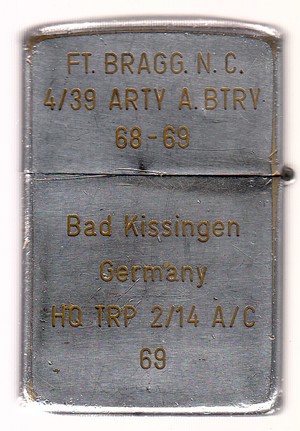 FT. BRAGG. N. C.
4/39 ARTY A. BTRY
68-69
Bad Kissingen
Germany
HQ TRP 2/14 A/C
69